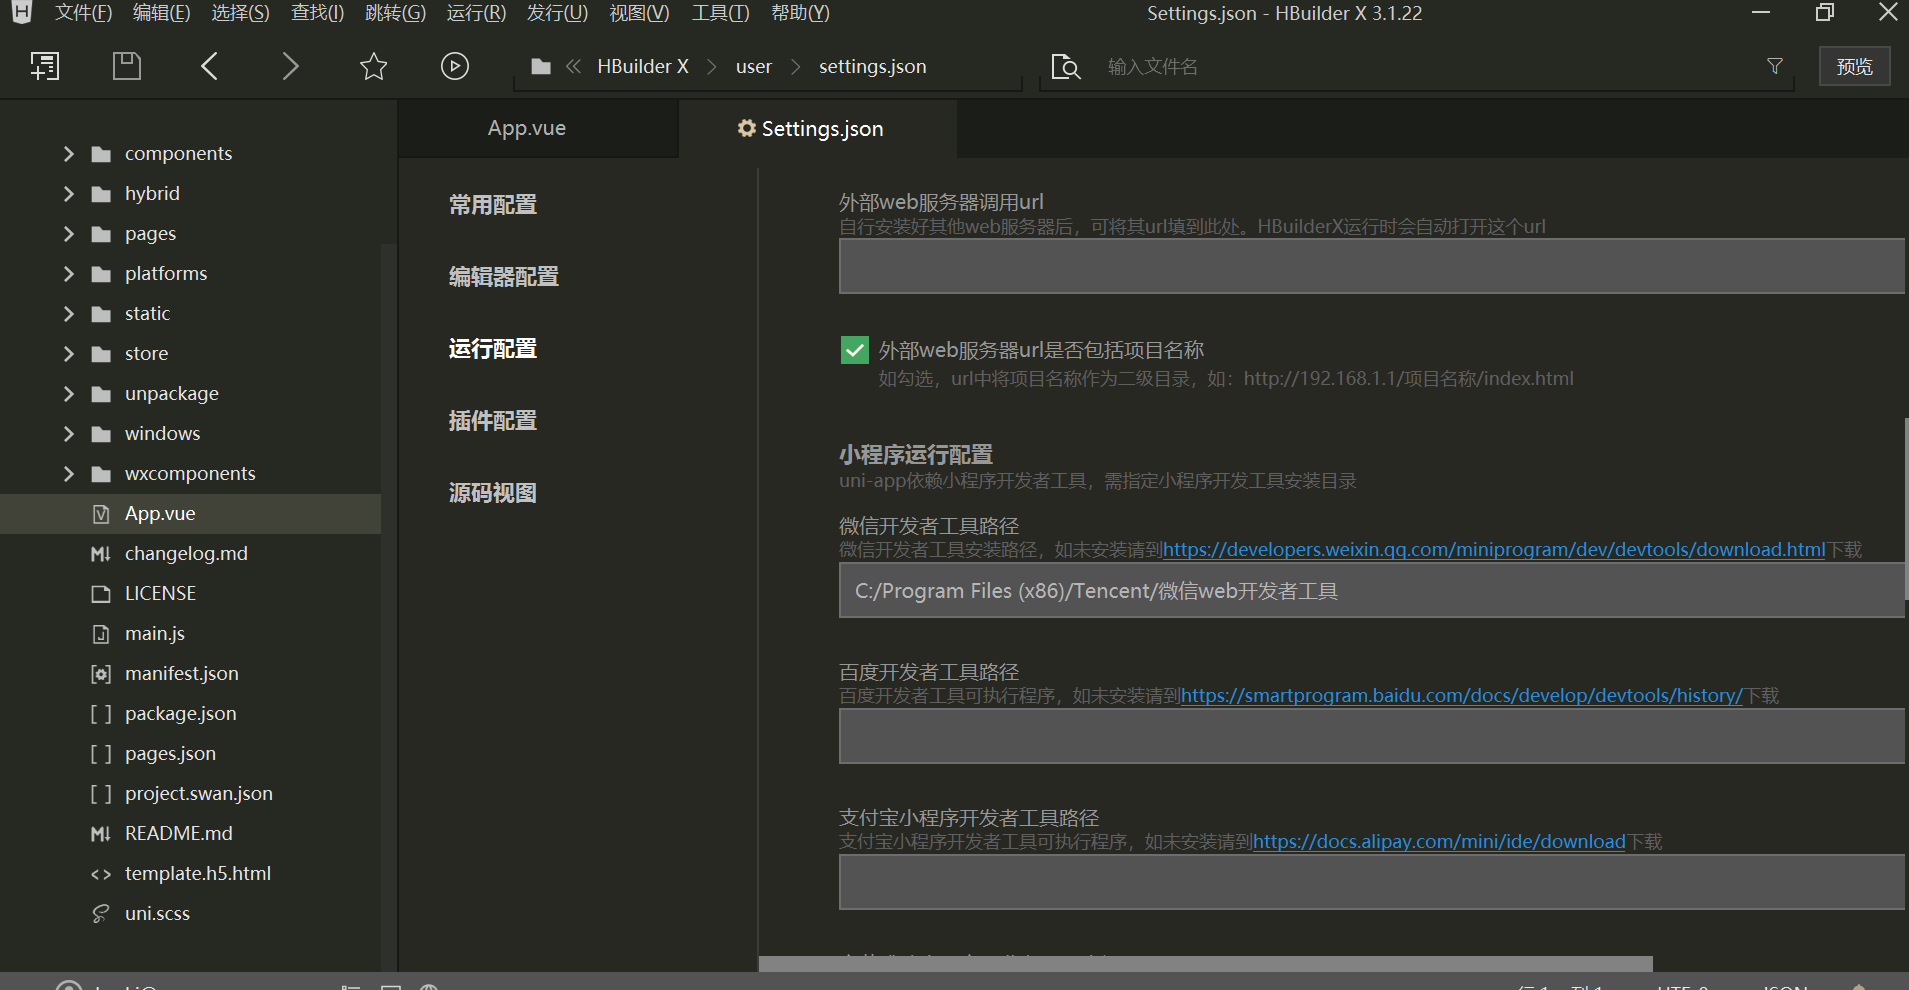 文件(F) 编辑(E) 选择(S) 查找(I) 跳转(G) 运行(R) 发行(U) 视图(V) 工具(T) 帮助(Y)
Settings.json - HBuilder X 3.1.22
HBuilder X user settings.json
输入文件名
预览
components
hybrid
pages
platforms
static
store
unpackage
windows
wxcomponents
App.vue
changelog.md
LICENSE
main.js
manifest.json
package.json
pages.json
project.swan.json
README.md
template.h5.html
uni.scss
App.vue
Settings.json
常用配置
编辑器配置
运行配置
插件配置
源码视图
外部web服务器调用url
自行安装好其他web服务器后，可将其url填到此处。HBuilderX运行时会自动打开这个url
外部web服务器url是否包括项目名称
如勾选，url中将项目名称作为二级目录，如：http://192.168.1.1/项目名称/index.html
小程序运行配置
uni-app依赖小程序开发者工具，需指定小程序开发工具安装目录
微信开发者工具路径
微信开发者工具安装路径，如未安装请到https://developers.weixin.qq.com/miniprogram/dev/devtools/download.html下载
C:/Program Files (x86)/Tencent/微信web开发者工具
百度开发者工具路径
百度开发者工具可执行程序，如未安装请到https://smartprogram.baidu.com/docs/develop/devtools/history/下载
支付宝小程序开发者工具路径
支付宝小程序开发者工具可执行程序，如未安装请到https://docs.alipay.com/mini/ide/download下载